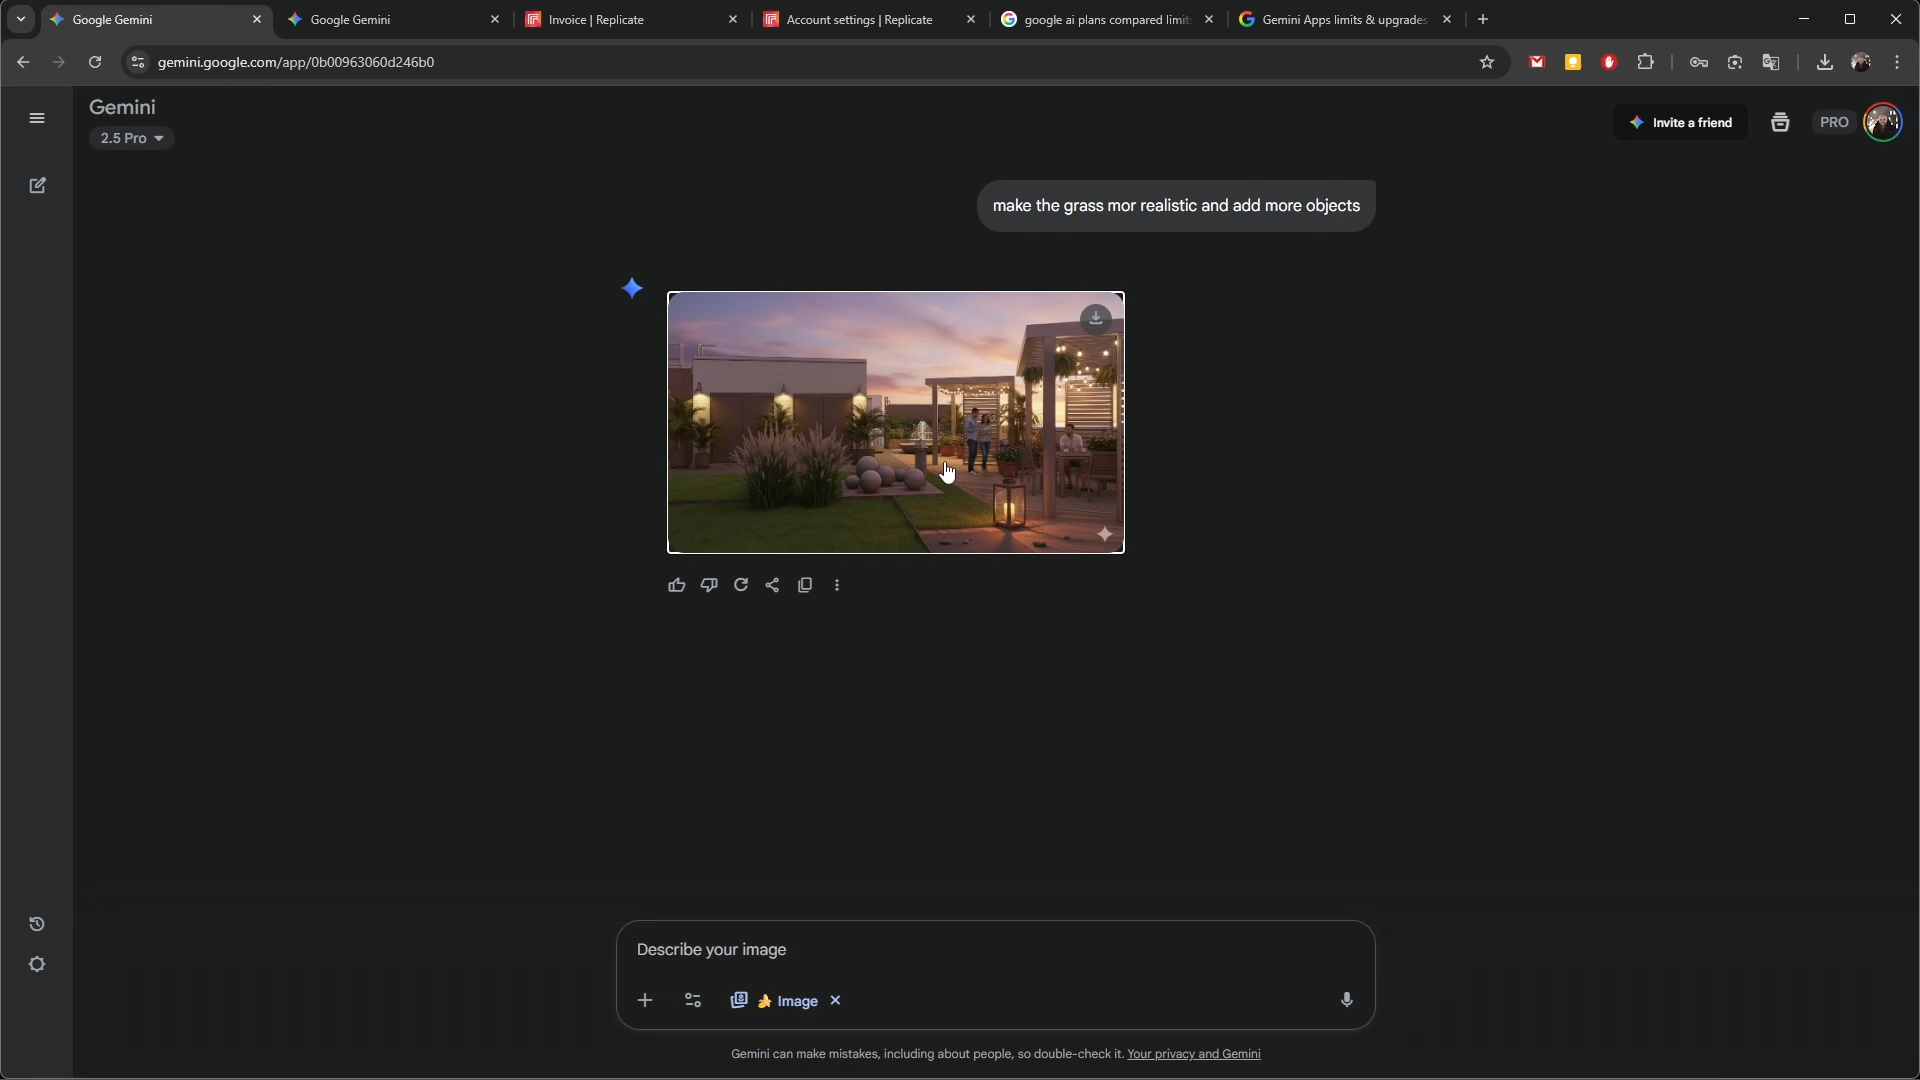 Google Gemini
Google Gemini
Invoice | Replicate
Account settings | Replicate
google ai plans compared limits
Gemini Apps limits & upgrades
gemini.google.com/app/0b00963060d246b0
Gemini
2.5 Pro
Invite a friend
PRO
make the grass mor realistic and add more objects
Describe your image
Image
Gemini can make mistakes, including about people, so double-check it. Your privacy and Gemini